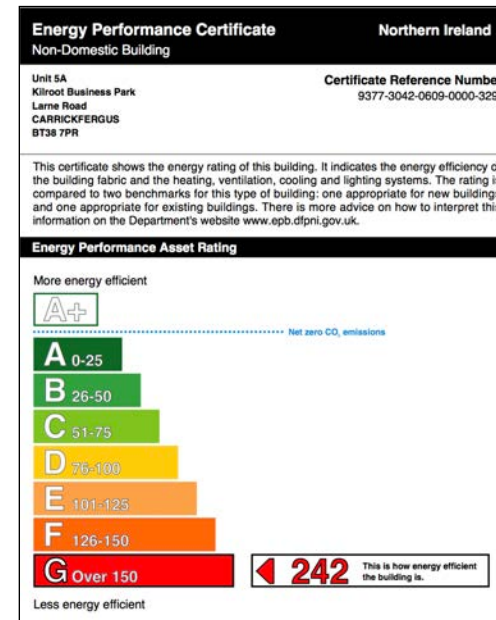 Energy Performance Certificate
Northern Ireland
Non-Domestic Building
Unit 5A
Kilroot Business Park
Larne Road
CARRICKFERGUS
BT38 7PR
Certificate Reference Numbe
9377-3042-0609-0000-329
This certificate shows the energy rating of this building. It indicates the energy efficiency o
the building fabric and the heating, ventilation, cooling and lighting systems. The rating i
compared to two benchmarks for this type of building: one appropriate for new building
and one appropriate for existing buildings. There is more advice on how to interpret this
information on the Department's website www.epb.dfpni.gov.uk.
Energy Performance Asset Rating
More energy efficient
A+
Net zero CO₂ emissions
A 0-25
B 26-50
C 51-75
D 76-100
E 101-125
F 126-150
G Over 150
242
This is how energy efficient
the building is.
Less energy efficient